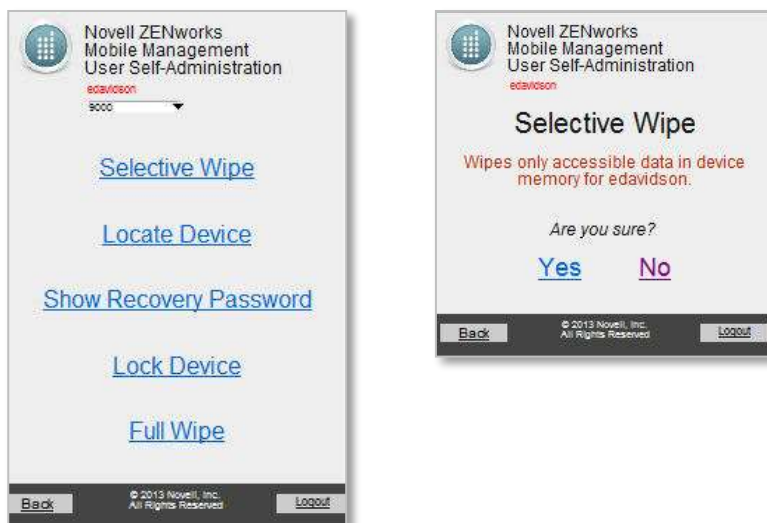 Novell ZENworks
Mobile Management
User Self-Administration
edavidson
9000
Selective Wipe
Locate Device
Show Recovery Password
Lock Device
Full Wipe
Back
© 2013 Novell, Inc.
All Rights Reserved
Logout
Novell ZENworks
Mobile Management
User Self-Administration
edavidson
Selective Wipe
Wipes only accessible data in device
memory for edavidson.
Are you sure?
Yes No
Back
© 2013 Novell, Inc.
All Rights Reserved
Logout